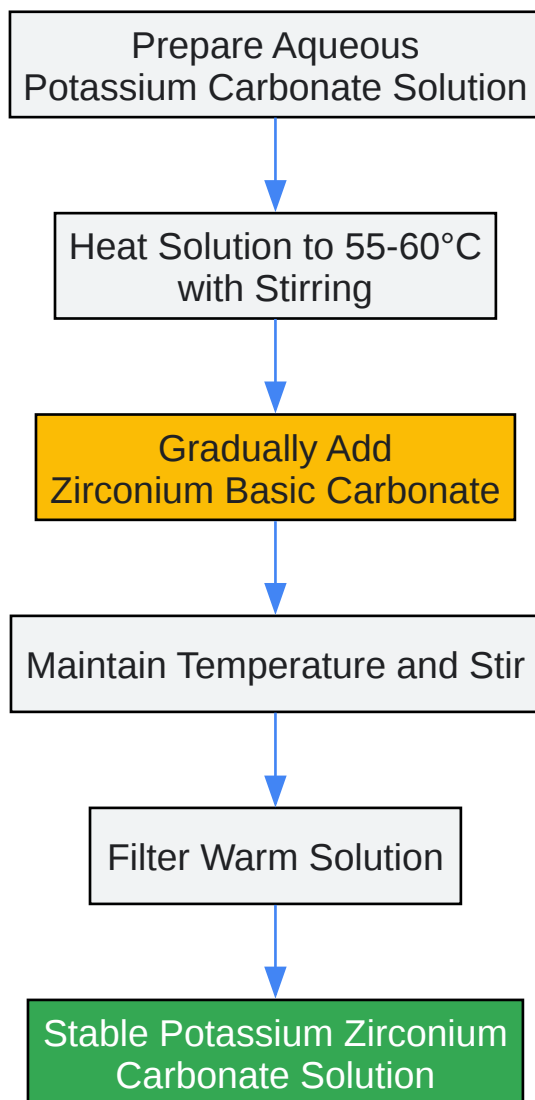 Prepare Aqueous
Potassium Carbonate Solution
Heat Solution to 55-60°C
with Stirring
Gradually Add
Zirconium Basic Carbonate
Maintain Temperature and Stir
Filter Warm Solution
Stable Potassium Zirconium
Carbonate Solution